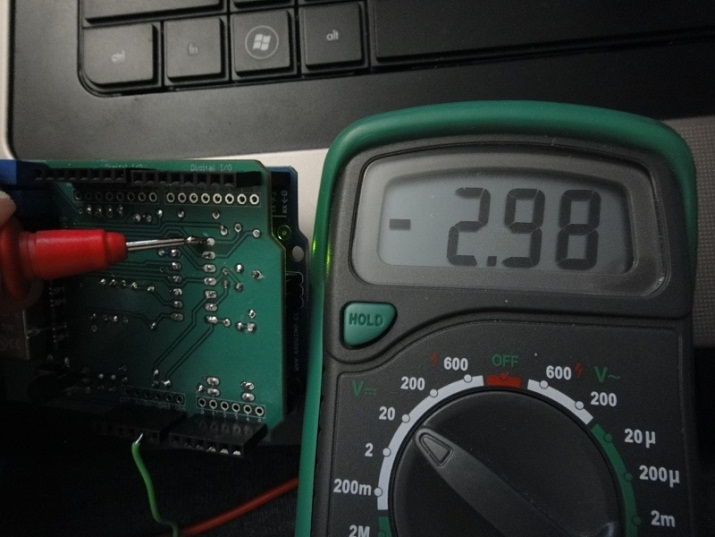 ctrl
fn
alt
Digital I/O
Digital I/O
- 2.98
HOLD
OFF
600
600
V⎓
V~
200
200
20
20µ
2
200µ
200m
2m
2M